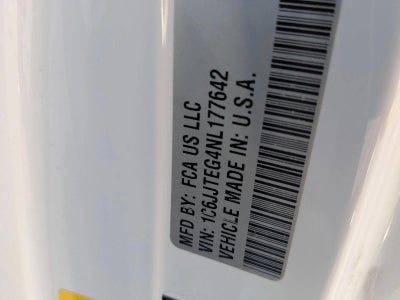 MFD BY: FCA US LLC
VIN: 1C6JJTEG4NL177642
VEHICLE MADE IN: U.S.A.